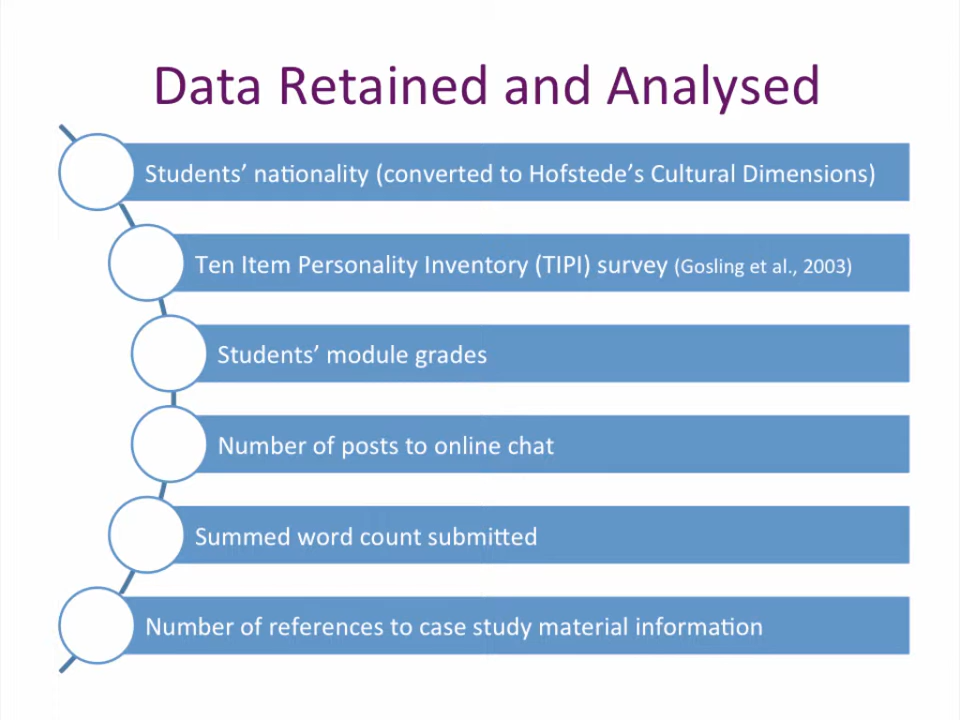 Data Retained and Analysed
Students’ nationality (converted to Hofstede’s Cultural Dimensions)
Ten Item Personality Inventory (TIPI) survey (Gosling et al., 2003)
Students’ module grades
Number of posts to online chat
Summed word count submitted
Number of references to case study material information